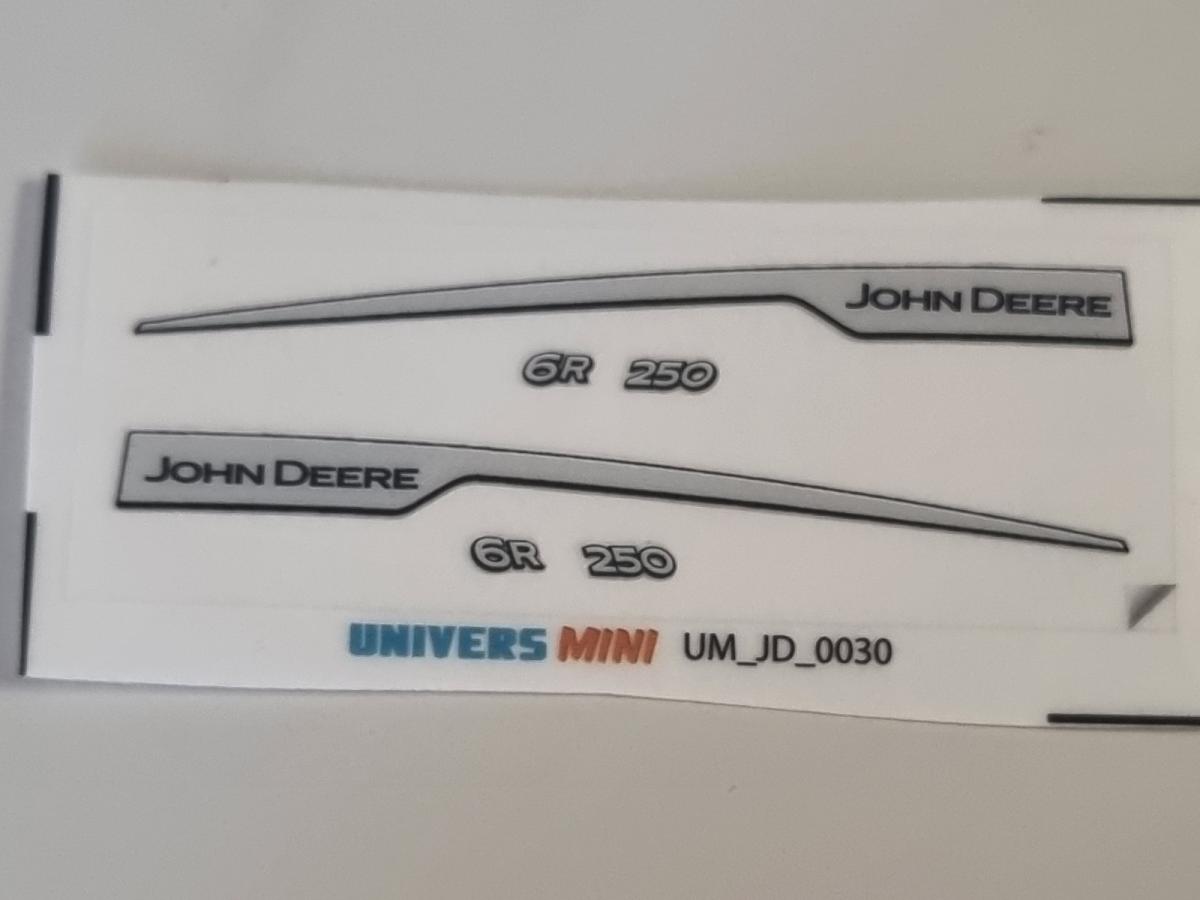 JOHN DEERE
6R 250
JOHN DEERE
6R 250
UNIVERS MINI UM_JD_0030